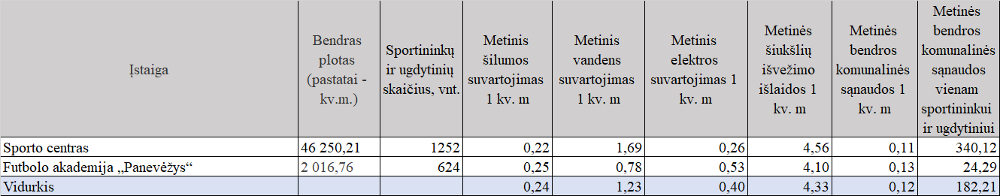 Įstaiga
Bendras
plotas
(pastatai -
kv.m.)
Sportininkų
ir ugdytinių
skaičius, vnt.
Metinis
šilumos
suvartojimas
1 kv. m
Metinis
vandens
suvartojimas
1 kv. m
Metinis
elektros
suvartojimas 1
kv. m
Metinės
šiukšlių
išvežimo
išlaidos 1
kv. m
Metinės
bendros
komunalinės
sąnaudos 1
kv. m
Metinės
bendros
komunalinės
sąnaudos
vienam
sportininkui
ir ugdytiniui
Sporto centras 46 250,21 1252 0,22 1,69 0,26 4,56 0,11 340,12
Futbolo akademija „Panevėžys“ 2 016,76 624 0,25 0,78 0,53 4,10 0,13 24,29
Vidurkis 0,24 1,23 0,40 4,33 0,12 182,21